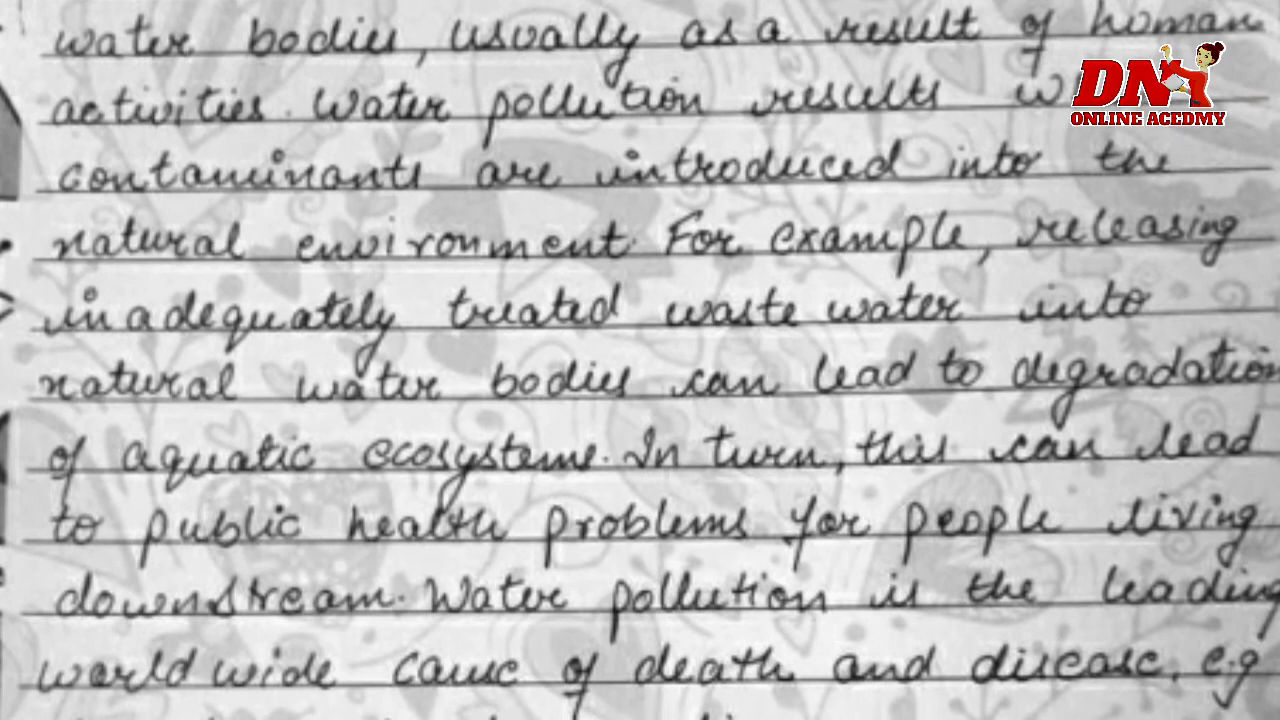 water bodies, usually as a result of human
DN
activities. Water pollution results
ONLINE ACEDMY
contaminants are introduced into the
natural environment. For example, releasing
inadequately treated waste water into
natural water bodies can lead to degradation
of aquatic ecosystems. In turn, this can lead
to public health problems for people living
downstream. Water pollution is the leading
world wide cause of death and disease. e.g